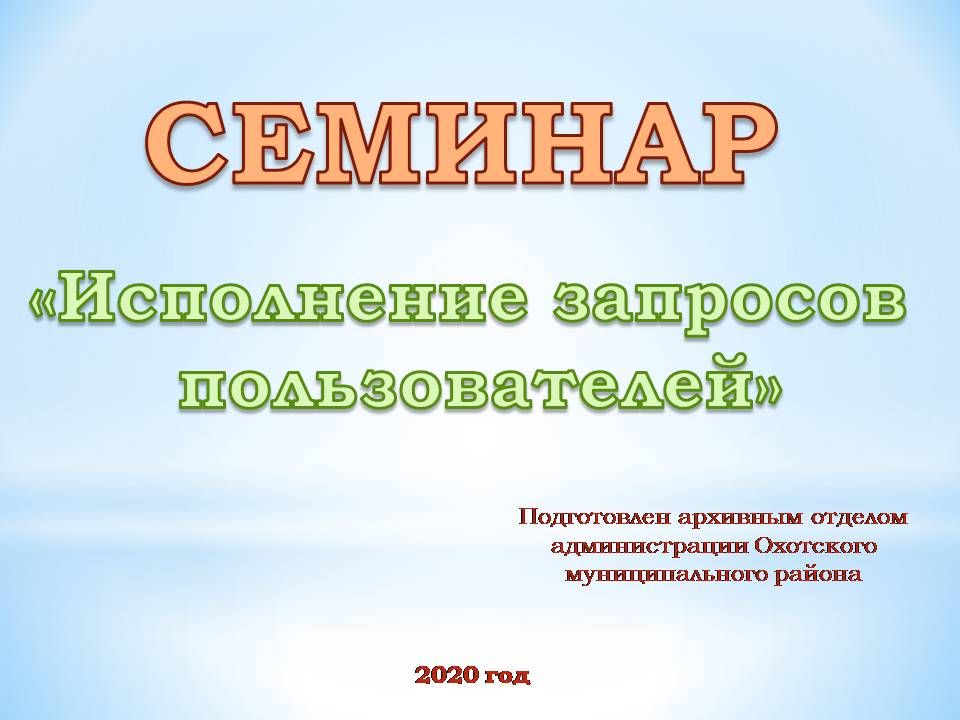 СЕМИНАР
«Исполнение запросов
пользователей»
Подготовлен архивным отделом
администрации Охотского
муниципального района
2020 год